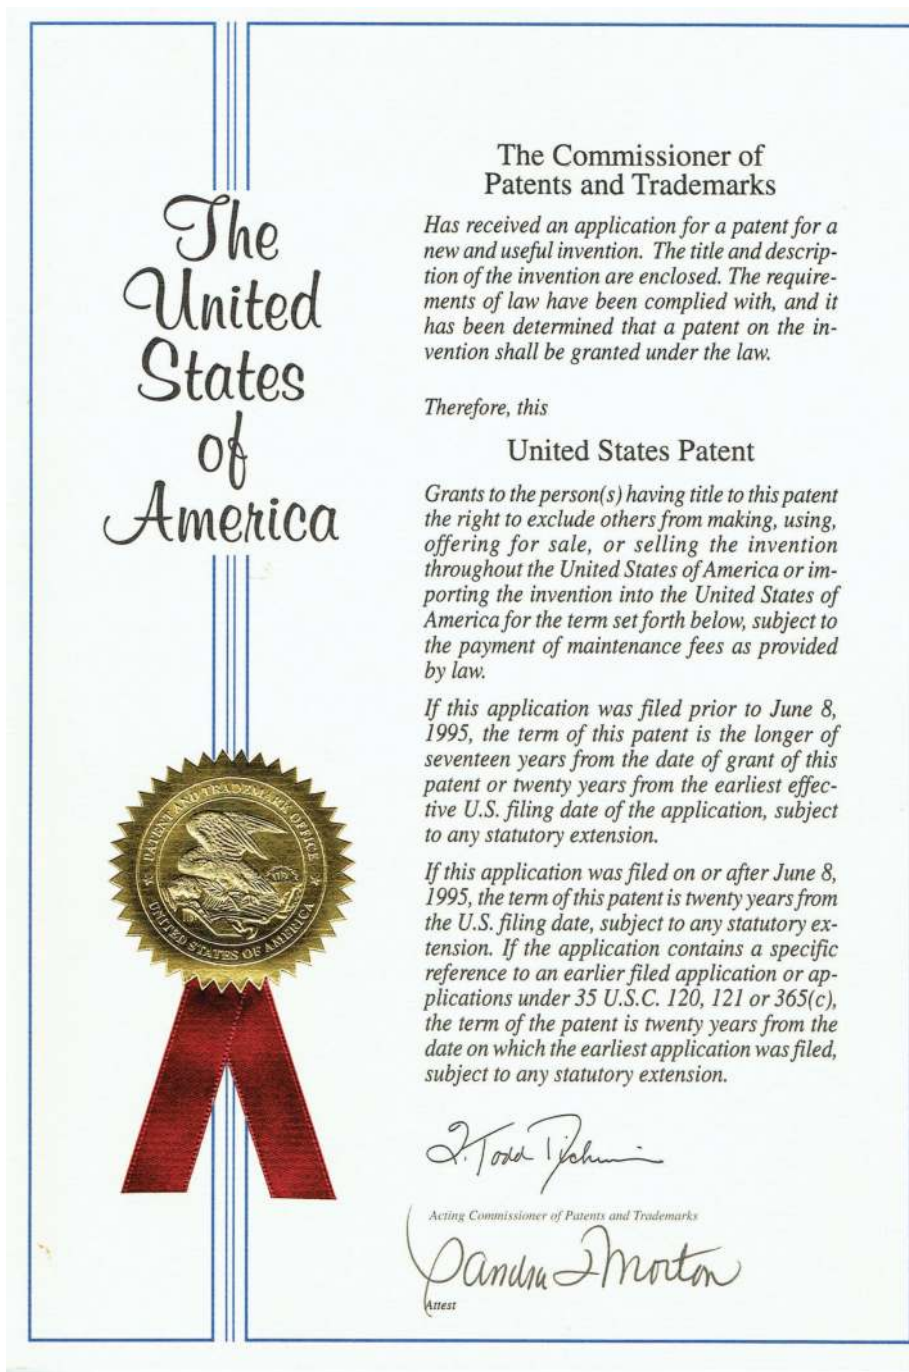 The
United
States
of
America
PATENT AND TRADEMARK OFFICE
UNITED STATES OF AMERICA
The Commissioner of
Patents and Trademarks
Has received an application for a patent for a
new and useful invention. The title and descrip-
tion of the invention are enclosed. The require-
ments of law have been complied with, and it
has been determined that a patent on the in-
vention shall be granted under the law.
Therefore, this
United States Patent
Grants to the person(s) having title to this patent
the right to exclude others from making, using,
offering for sale, or selling the invention
throughout the United States of America or im-
porting the invention into the United States of
America for the term set forth below, subject to
the payment of maintenance fees as provided
by law.
If this application was filed prior to June 8,
1995, the term of this patent is the longer of
seventeen years from the date of grant of this
patent or twenty years from the earliest effec-
tive U.S. filing date of the application, subject
to any statutory extension.
If this application was filed on or after June 8,
1995, the term of this patent is twenty years from
the U.S. filing date, subject to any statutory ex-
tension. If the application contains a specific
reference to an earlier filed application or ap-
plications under 35 U.S.C. 120, 121 or 365(c),
the term of the patent is twenty years from the
date on which the earliest application was filed,
subject to any statutory extension.
Todd
Acting Commissioner of Patents and Trademarks
Sandra Morton
Attest